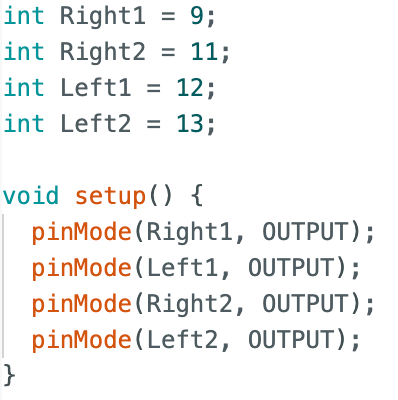 int Right1 = 9;
int Right2 = 11;
int Left1 = 12;
int Left2 = 13;

void setup() {
  pinMode(Right1, OUTPUT);
  pinMode(Left1, OUTPUT);
  pinMode(Right2, OUTPUT);
  pinMode(Left2, OUTPUT);
}